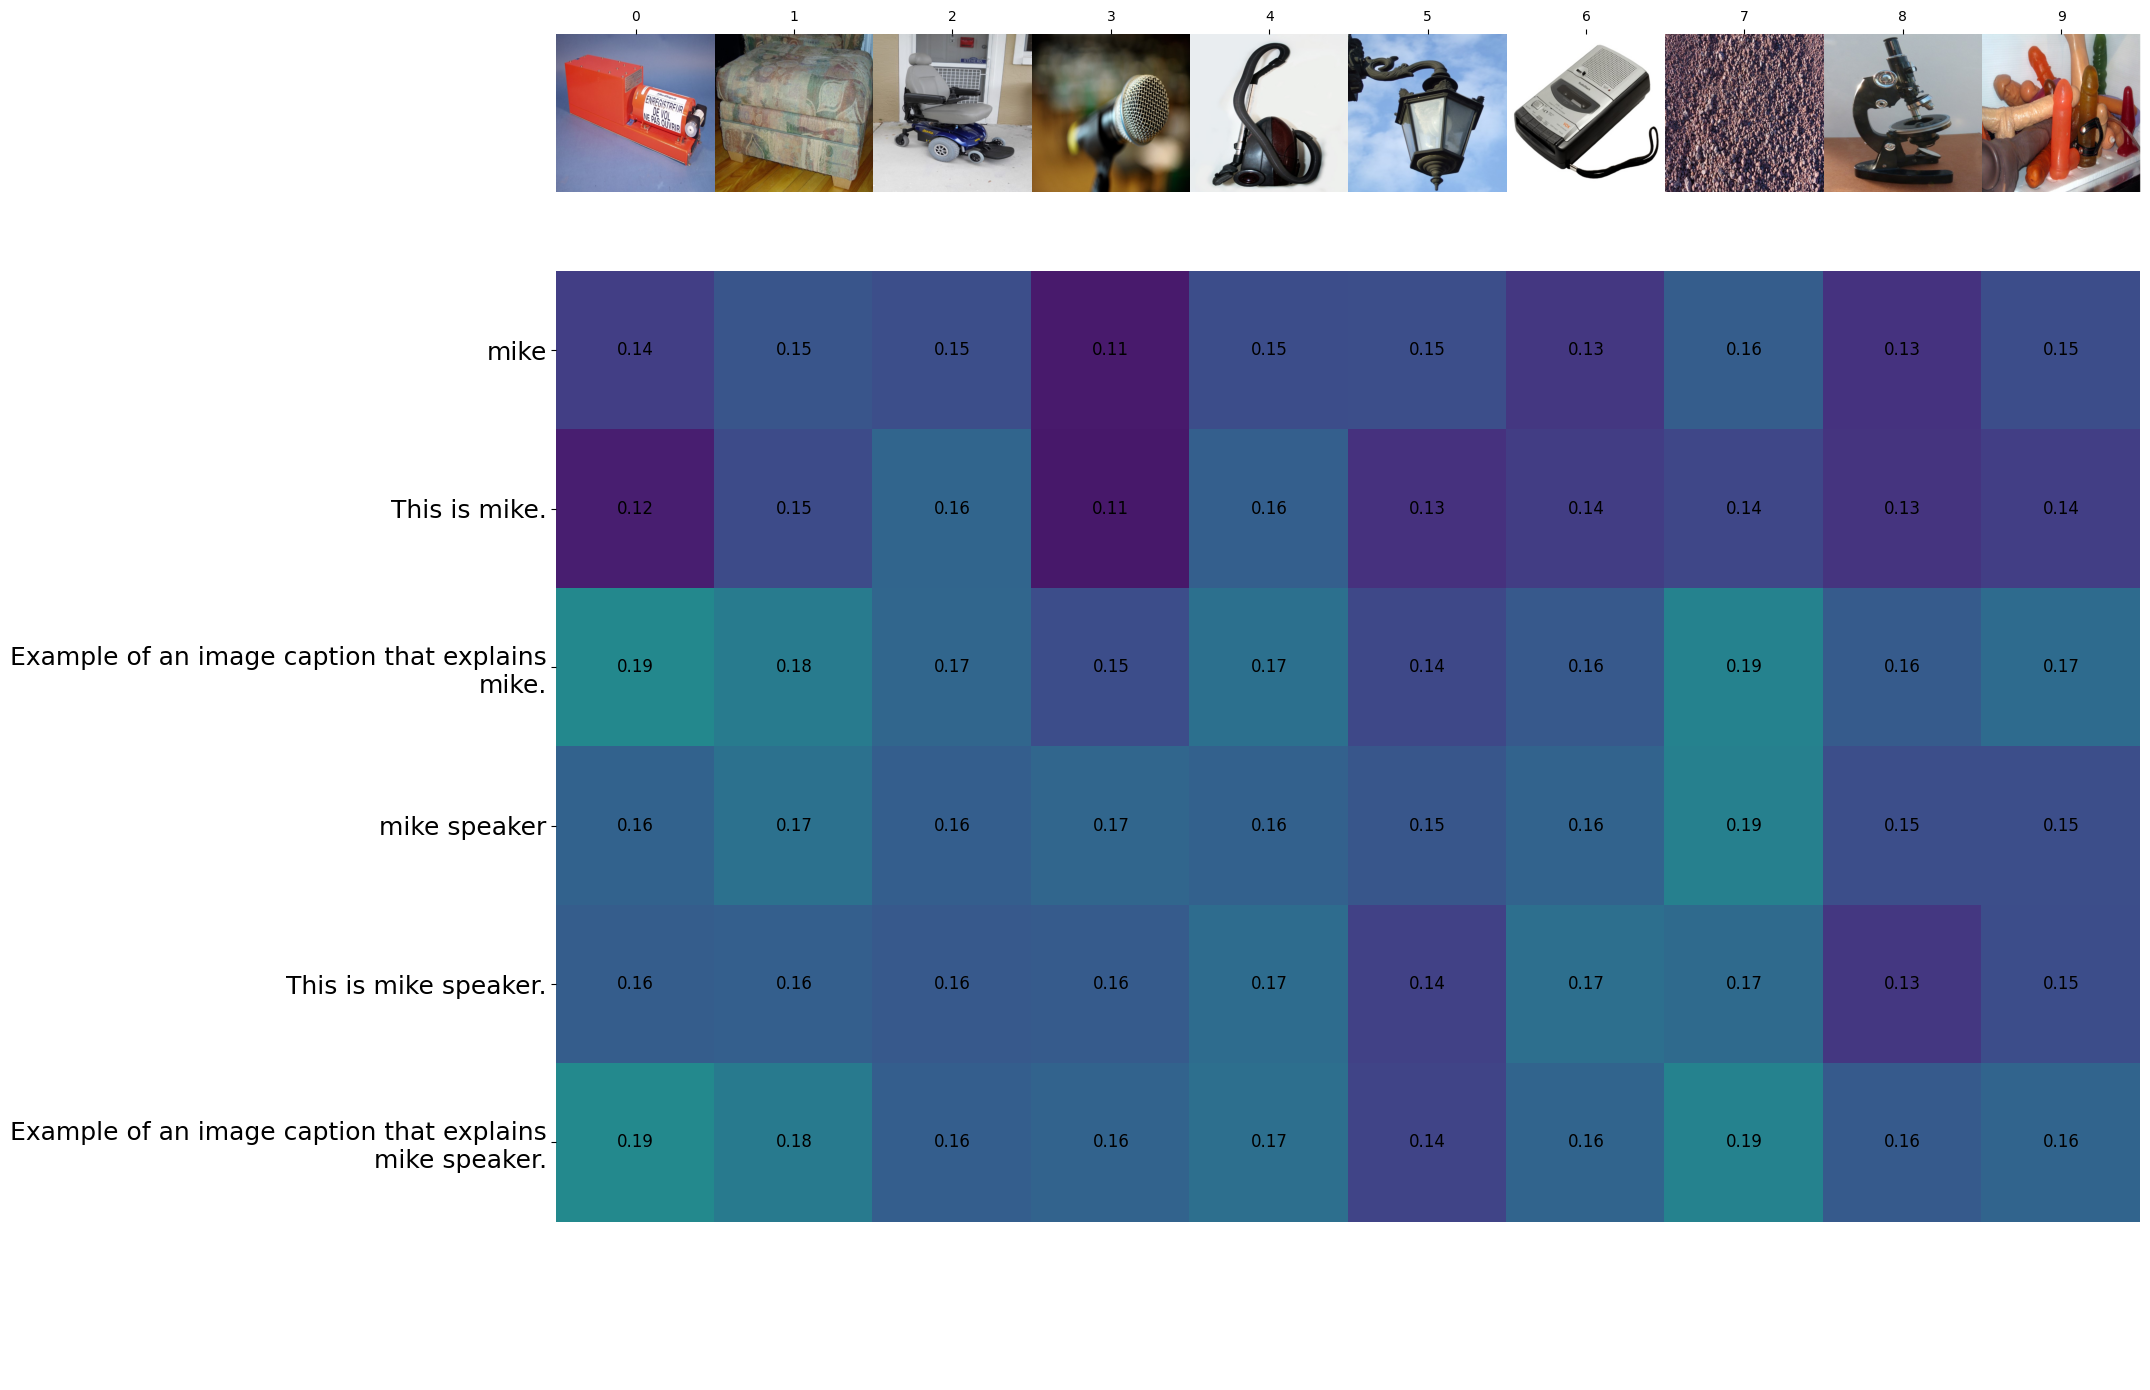 0 1 2 3 4 5 6 7 8 9
ENREGISTREUR
DE VOL
NE PAS OUVRIR
mike 0.14 0.15 0.15 0.11 0.15 0.15 0.13 0.16 0.13 0.15
This is mike. 0.12 0.15 0.16 0.11 0.16 0.13 0.14 0.14 0.13 0.14
Example of an image caption that explains
mike. 0.19 0.18 0.17 0.15 0.17 0.14 0.16 0.19 0.16 0.17
mike speaker 0.16 0.17 0.16 0.17 0.16 0.15 0.16 0.19 0.15 0.15
This is mike speaker. 0.16 0.16 0.16 0.16 0.17 0.14 0.17 0.17 0.13 0.15
Example of an image caption that explains
mike speaker. 0.19 0.18 0.16 0.16 0.17 0.14 0.16 0.19 0.16 0.16